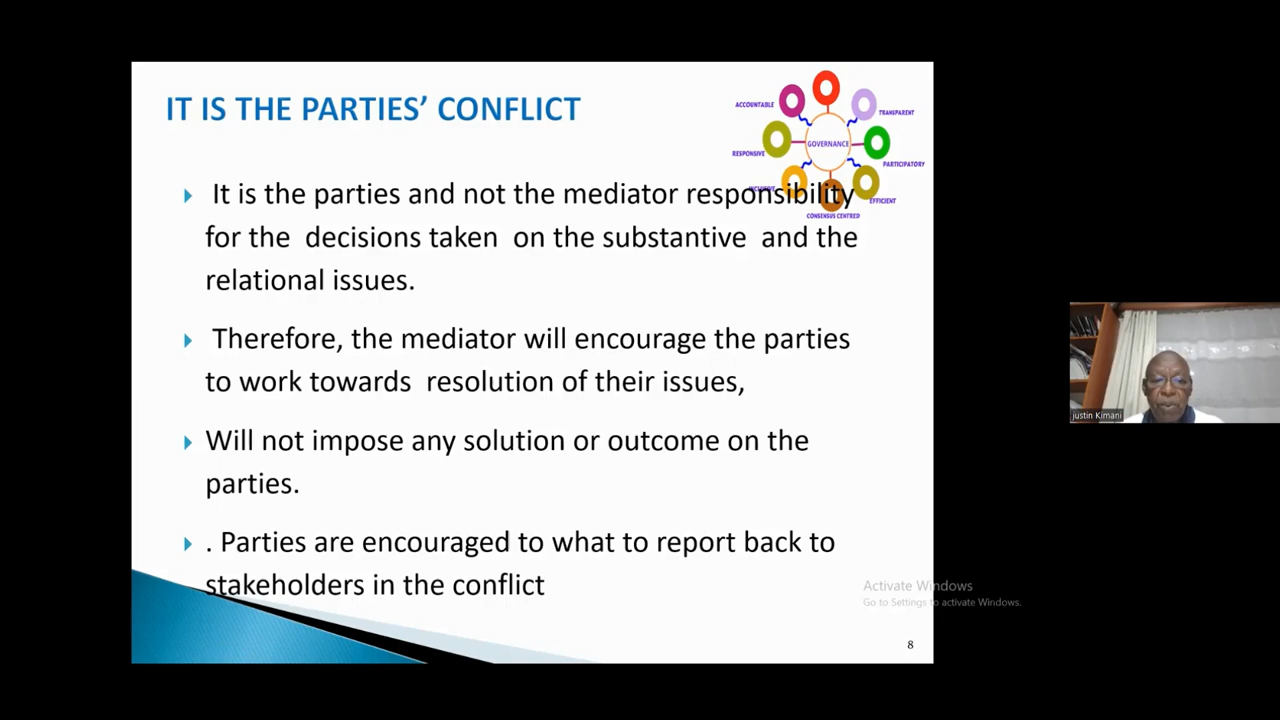 IT IS THE PARTIES’ CONFLICT
ACCOUNTABLE
TRANSPARENT
GOVERNANCE
RESPONSIVE
PARTICIPATORY
EFFICIENT
CONSENSUS CENTRED
It is the parties and not the mediator responsibility
for the decisions taken on the substantive and the
relational issues.
Therefore, the mediator will encourage the parties
to work towards resolution of their issues,
Will not impose any solution or outcome on the
parties.
. Parties are encouraged to what to report back to
stakeholders in the conflict
8
justin Kimani
Activate Windows
Go to Settings to activate Windows.